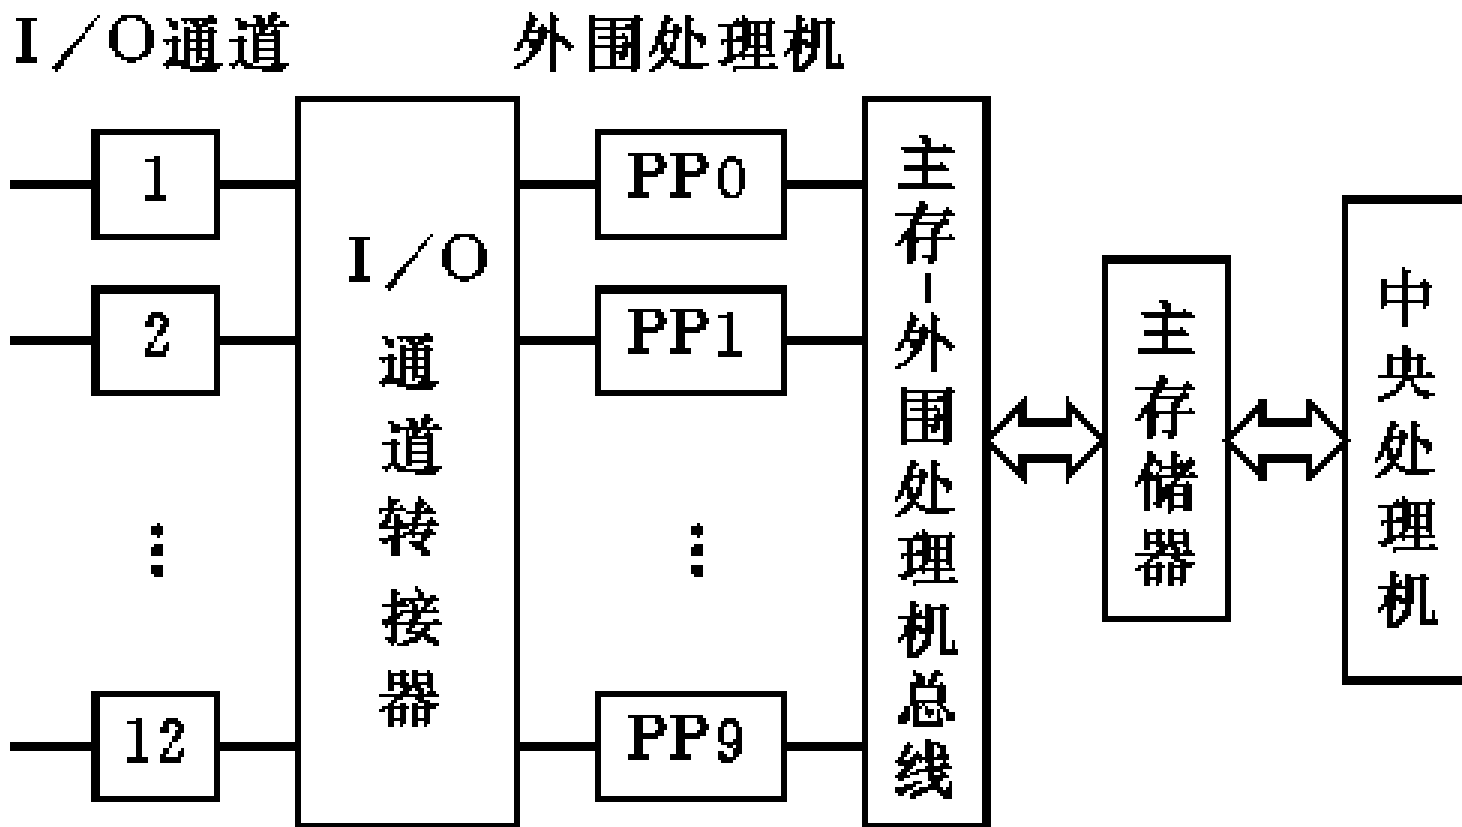 I/O通道
外围处理机
1
2
⋮
12
I/O
通道转接器
PP0
PP1
⋮
PP9
主存-外围处理机总线
主存储器
中央处理机